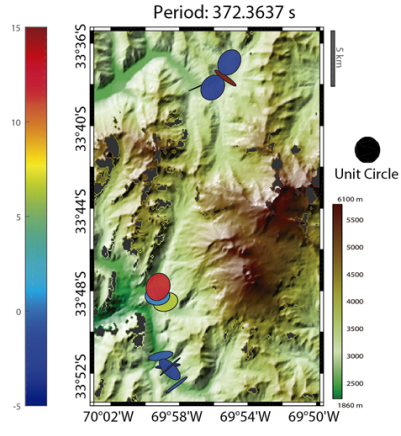 Period: 372.3637 s
15
10
5
0
-5
33°36'S
33°40'S
33°44'S
33°48'S
33°52'S
70°02'W
69°58'W
69°54'W
69°50'W
5 km
Unit Circle
6100 m
5500
5000
4500
4000
3500
3000
2500
1860 m